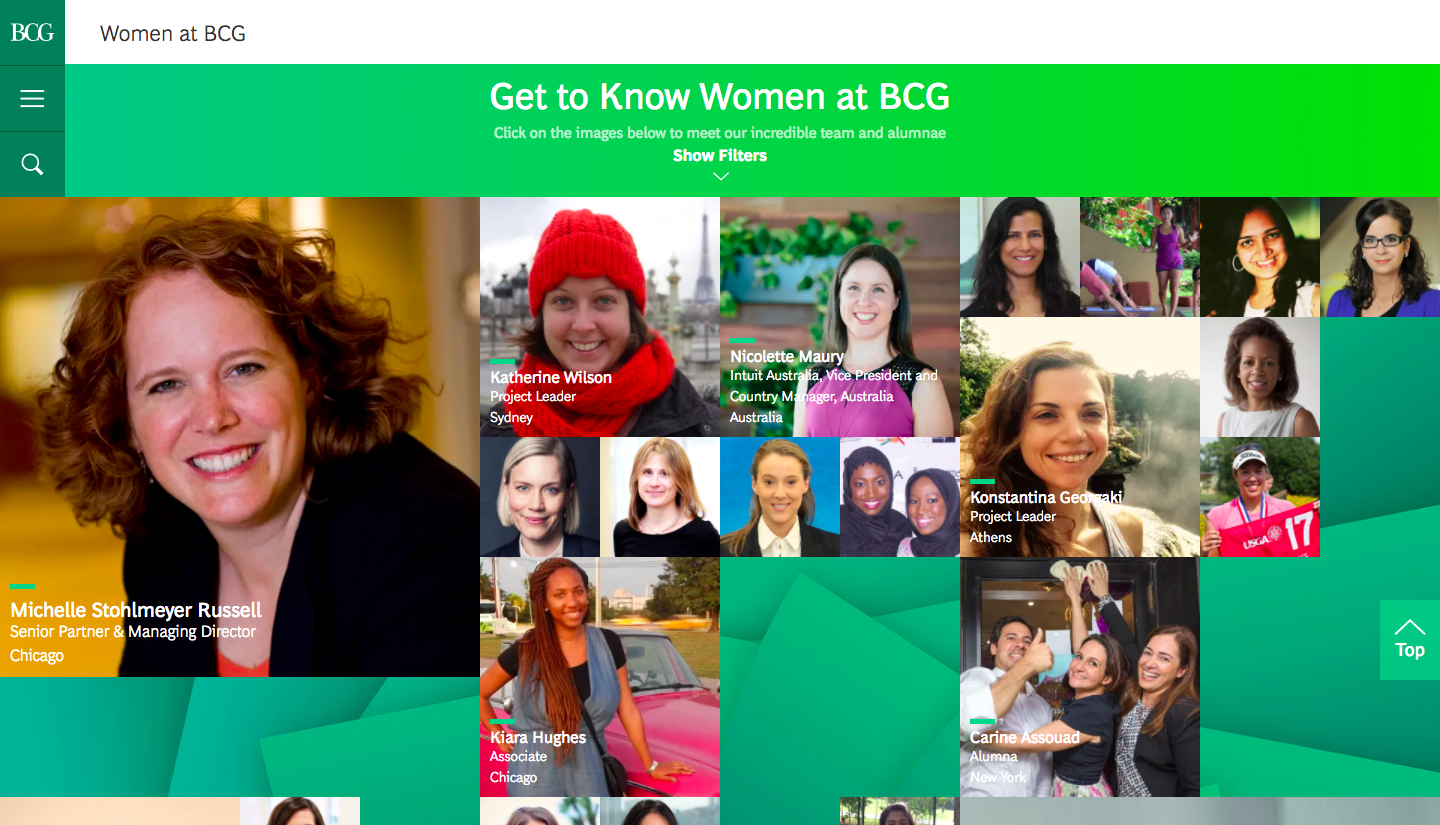 BCG
Women at BCG
Get to Know Women at BCG
Click on the images below to meet our incredible team and alumnae
Show Filters
Michelle Stohlmeyer Russell
Senior Partner & Managing Director
Chicago
Katherine Wilson
Project Leader
Sydney
Nicolette Maury
Intuit Australia, Vice President and
Country Manager, Australia
Australia
Konstantina Georgaki
Project Leader
Athens
USGA 17
Kiara Hughes
Associate
Chicago
Carine Assouad
Alumna
New York
Top